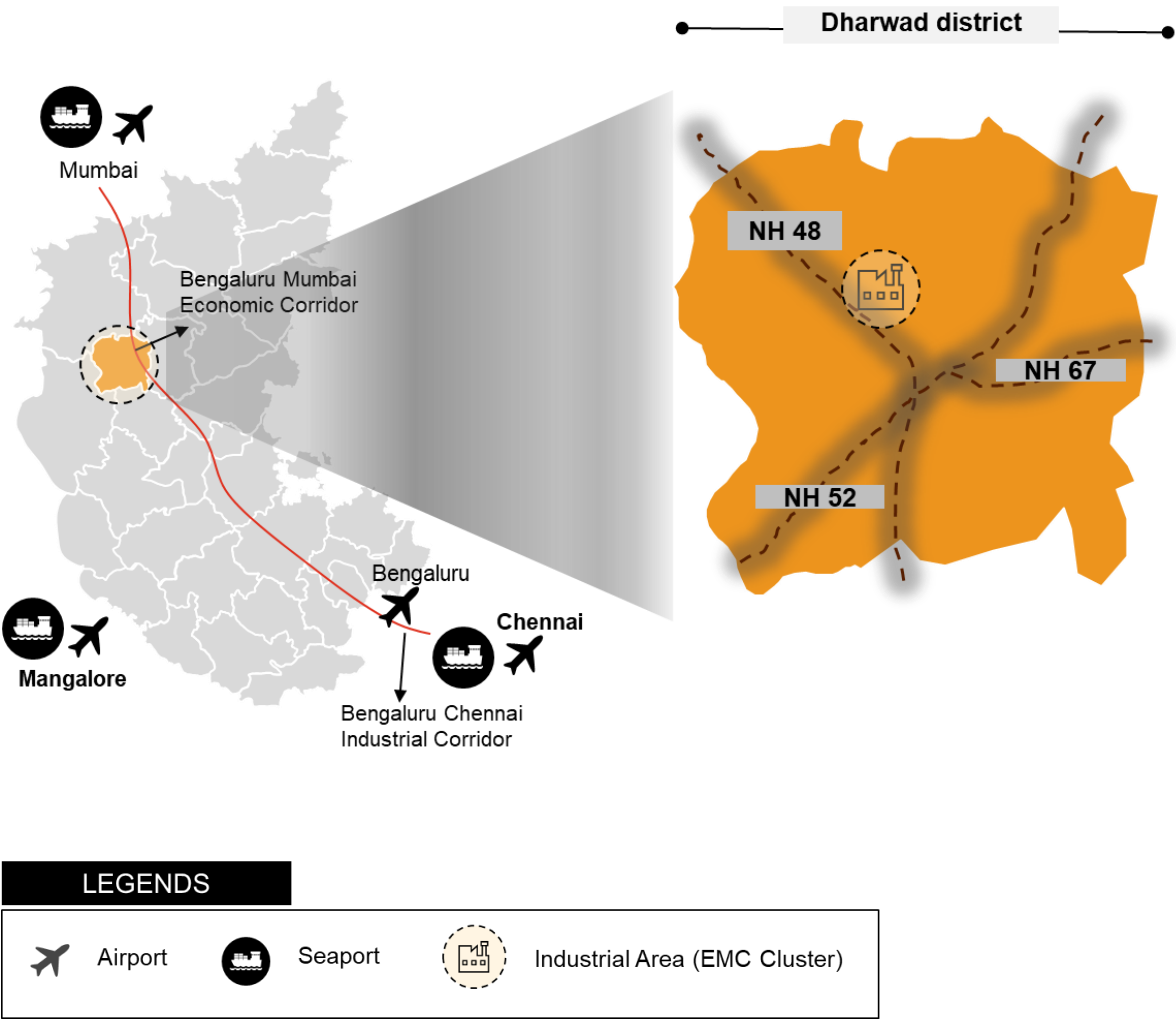 Dharwad district
Mumbai
Bengaluru Mumbai
Economic Corridor
NH 48
NH 67
NH 52
Bengaluru
Chennai
Mangalore
Bengaluru Chennai
Industrial Corridor
LEGENDS
Airport
Seaport
Industrial Area (EMC Cluster)